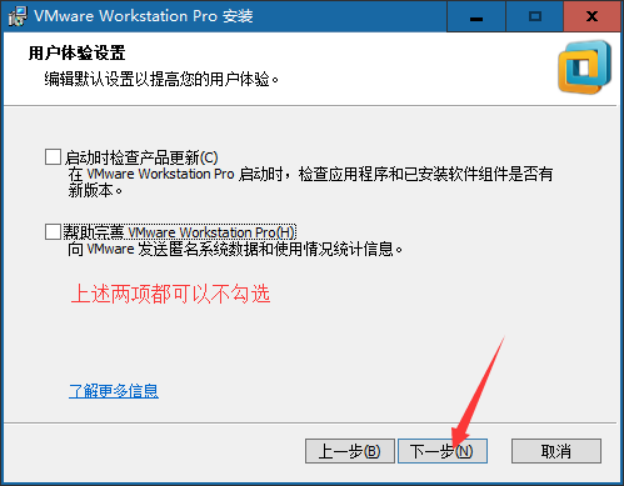 VMware Workstation Pro 安装
用户体验设置
编辑默认设置以提高您的用户体验。
启动时检查产品更新(C)
在 VMware Workstation Pro 启动时，检查应用程序和已安装软件组件是否有
新版本。
帮助完善 VMware Workstation Pro(H)
向 VMware 发送匿名系统数据和使用情况统计信息。
上述两项都可以不勾选
了解更多信息
上一步(B) 下一步(N) 取消